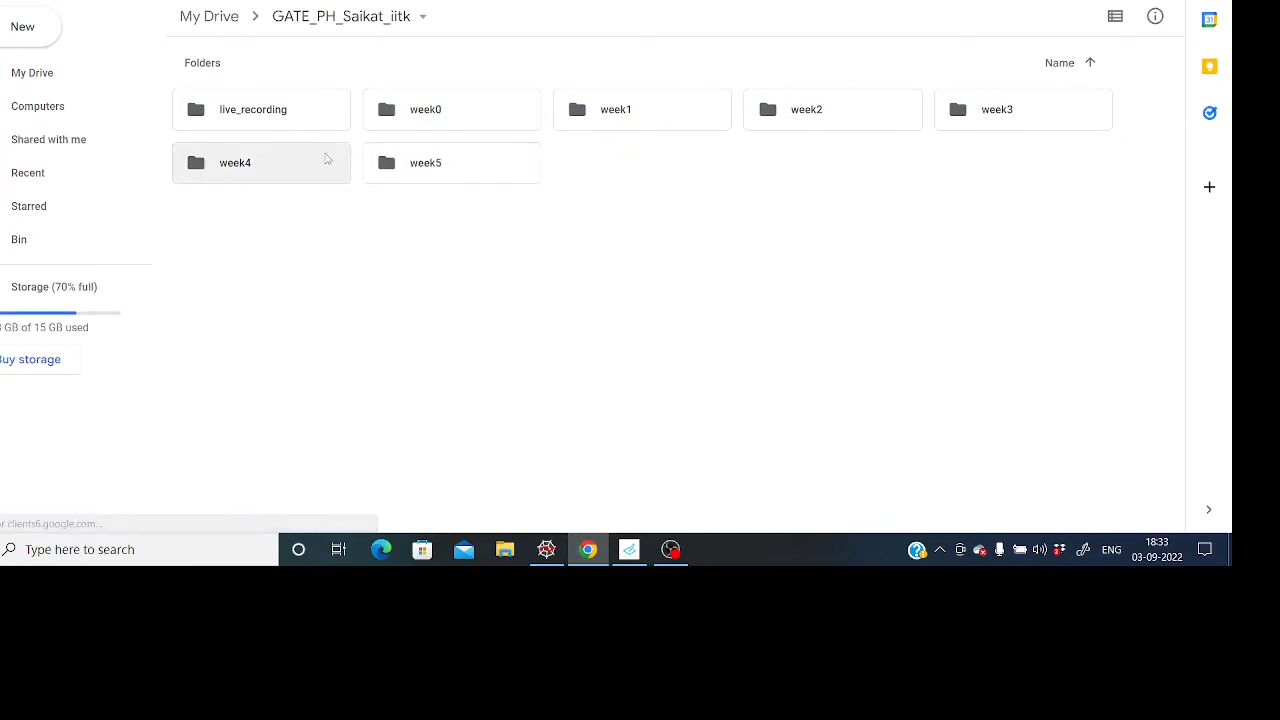 New
My Drive
Computers
Shared with me
Recent
Starred
Bin
Storage (70% full)
GB of 15 GB used
Buy storage
My Drive > GATE_PH_Saikat_iitk
Folders
Name
live_recording
week0
week1
week2
week3
week4
week5
31
clients6.google.com...
Type here to search
ENG
18:33
03-09-2022